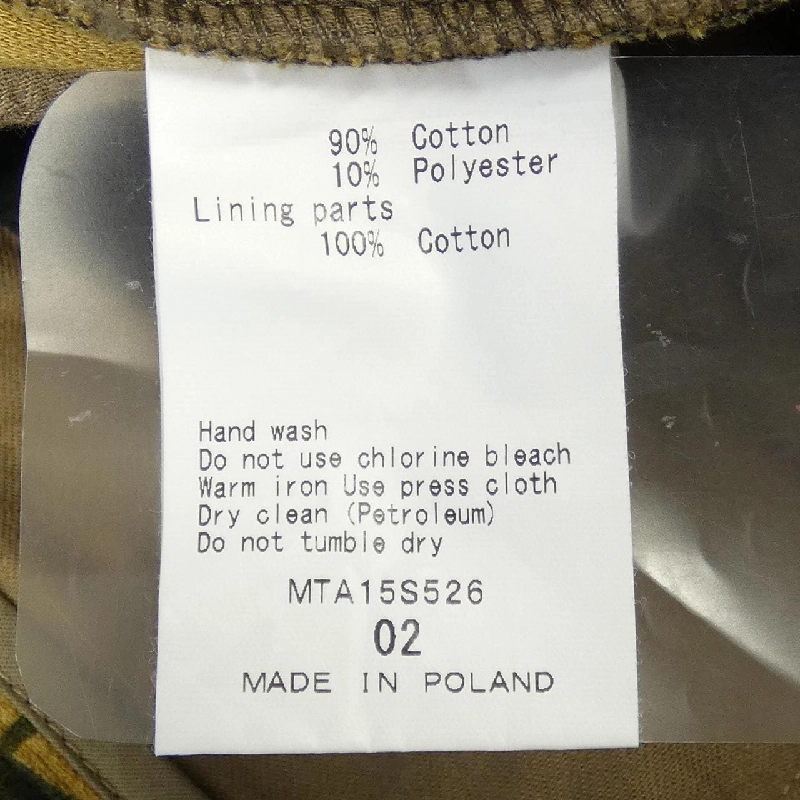 90% Cotton
10% Polyester
Lining parts
100% Cotton
Hand wash
Do not use chlorine bleach
Warm iron Use press cloth
Dry clean (Petroleum)
Do not tumble dry
MTA15S526
02
MADE IN POLAND